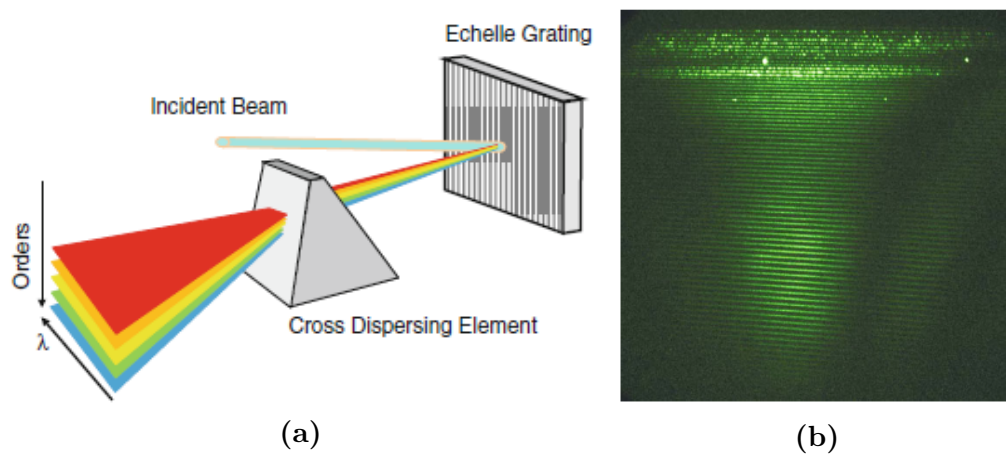 Echelle Grating
Incident Beam
Orders
λ
Cross Dispersing Element
(a)
(b)